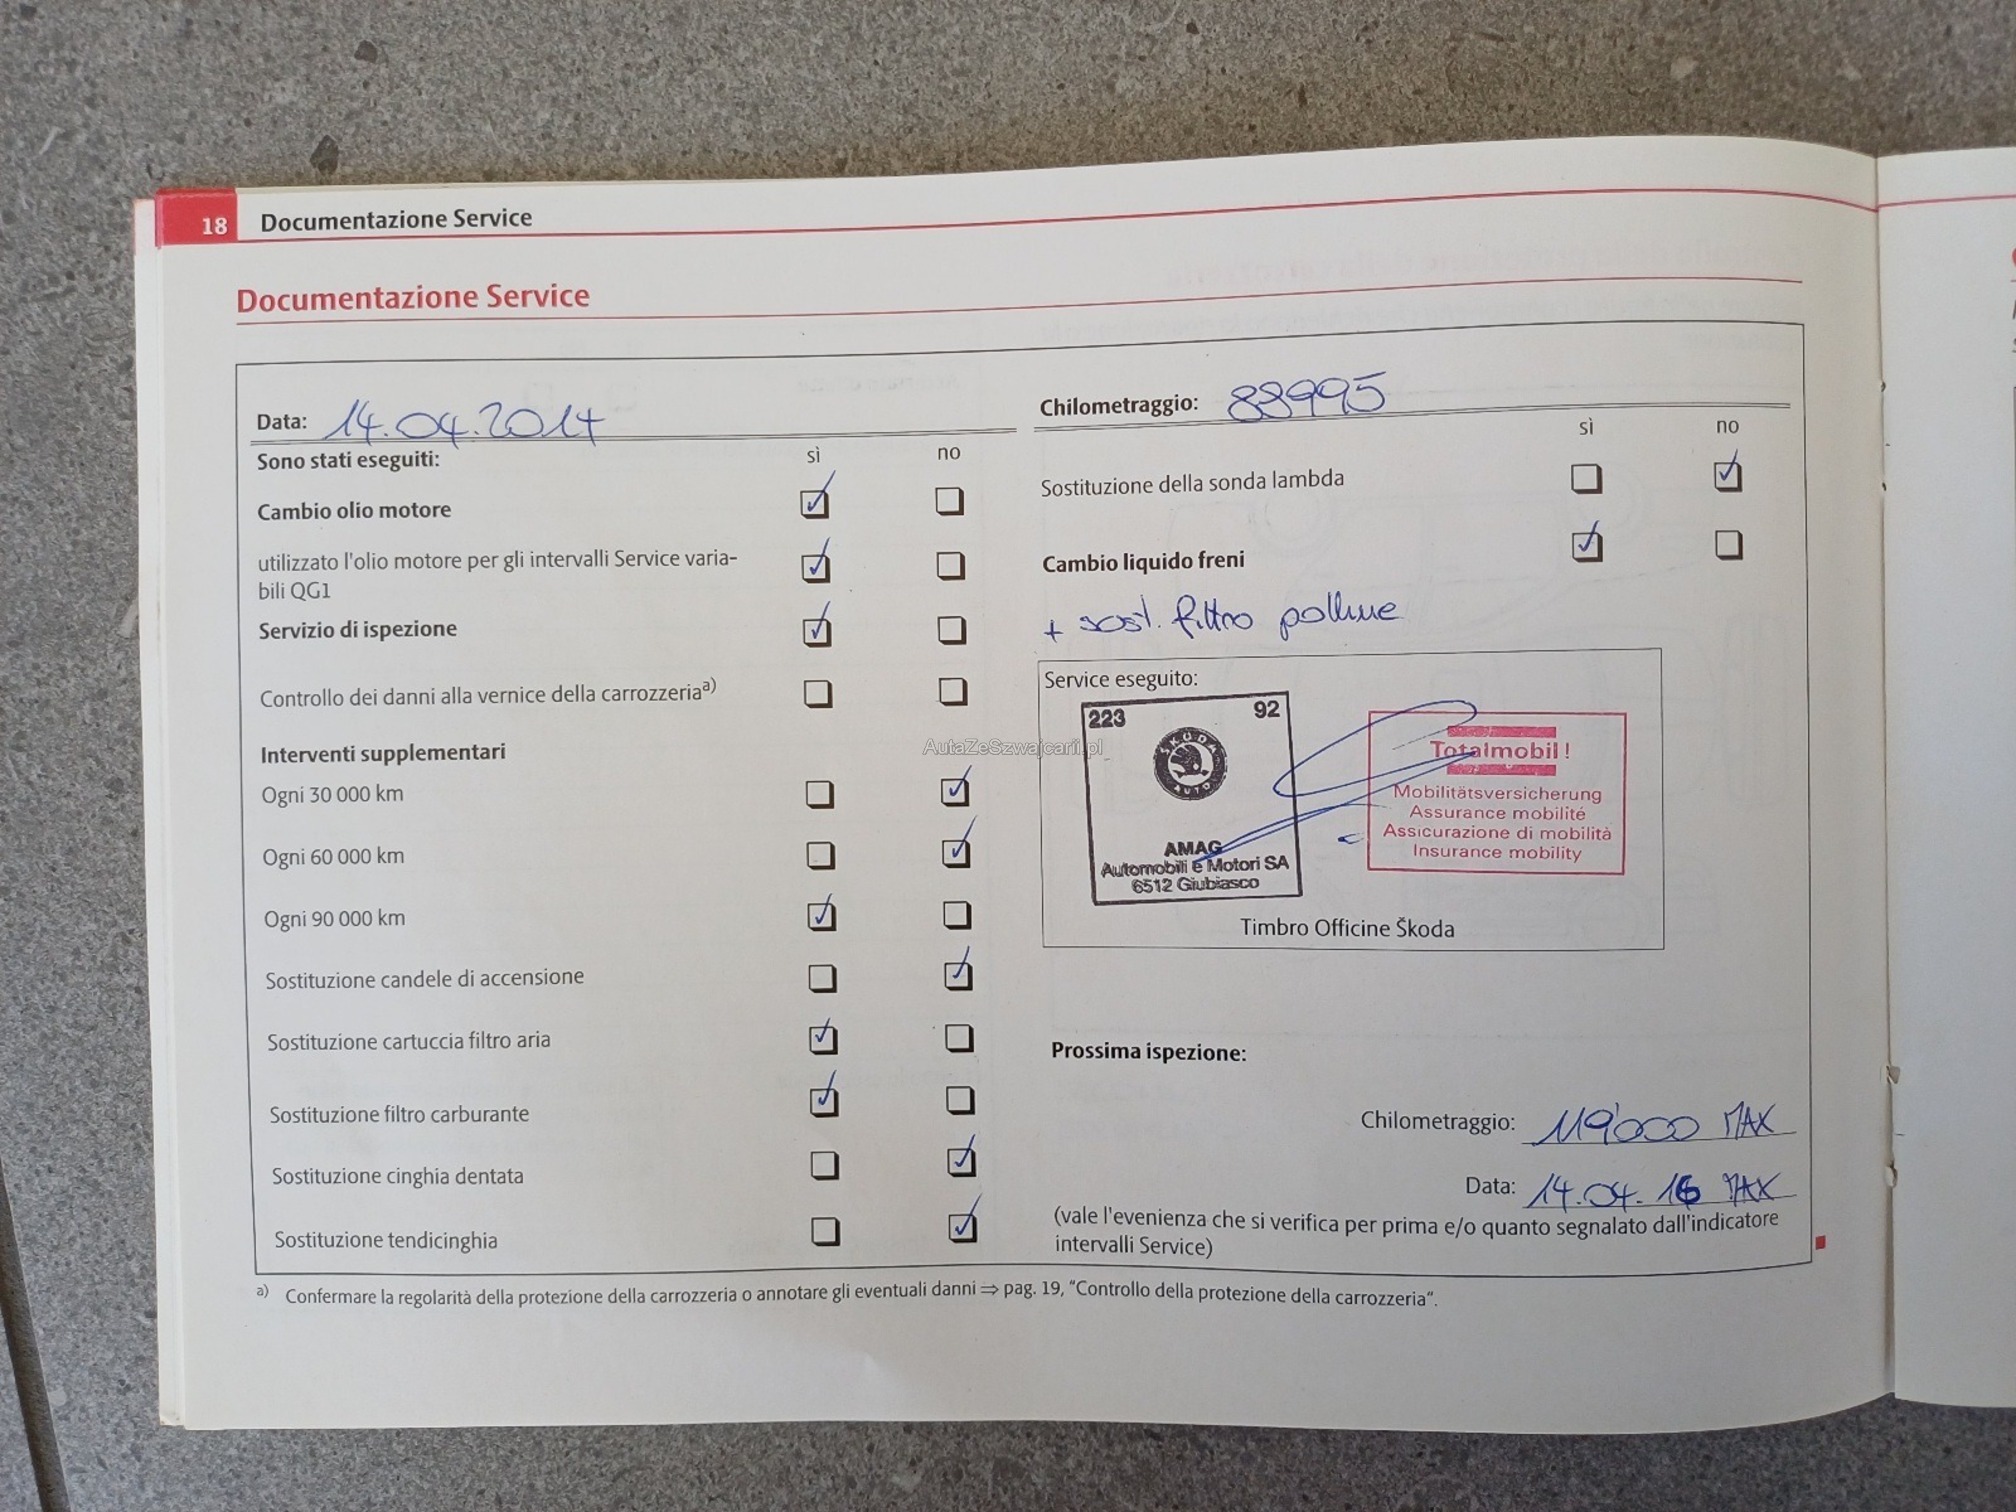 18 Documentazione Service
Documentazione Service
Data: 14.04.2014
Sono stati eseguiti: sì no
Cambio olio motore
utilizzato l'olio motore per gli intervalli Service varia-
bili QG1
Servizio di ispezione
Controllo dei danni alla vernice della carrozzeria a)
Interventi supplementari
Ogni 30 000 km
Ogni 60 000 km
Ogni 90 000 km
Sostituzione candele di accensione
Sostituzione cartuccia filtro aria
Sostituzione filtro carburante
Sostituzione cinghia dentata
Sostituzione tendicinghia
Chilometraggio: 88995
sì no
Sostituzione della sonda lambda
Cambio liquido freni
+ sost. filtro polline
Service eseguito:
223 92
ŠKODA
AUTO
AMAG
Automobili e Motori SA
6512 Giubiasco
Totalmobil!
Mobilitätsversicherung
Assurance mobilité
Assicurazione di mobilità
Insurance mobility
Timbro Officine Škoda
Prossima ispezione:
Chilometraggio: 119'000 MAX
Data: 14.04.16 MAX
(vale l'evenienza che si verifica per prima e/o quanto segnalato dall'indicatore
intervalli Service)
a) Confermare la regolarità della protezione della carrozzeria o annotare gli eventuali danni ⇒ pag. 19, "Controllo della protezione della carrozzeria".
AutaZeSzwajcarii.pl